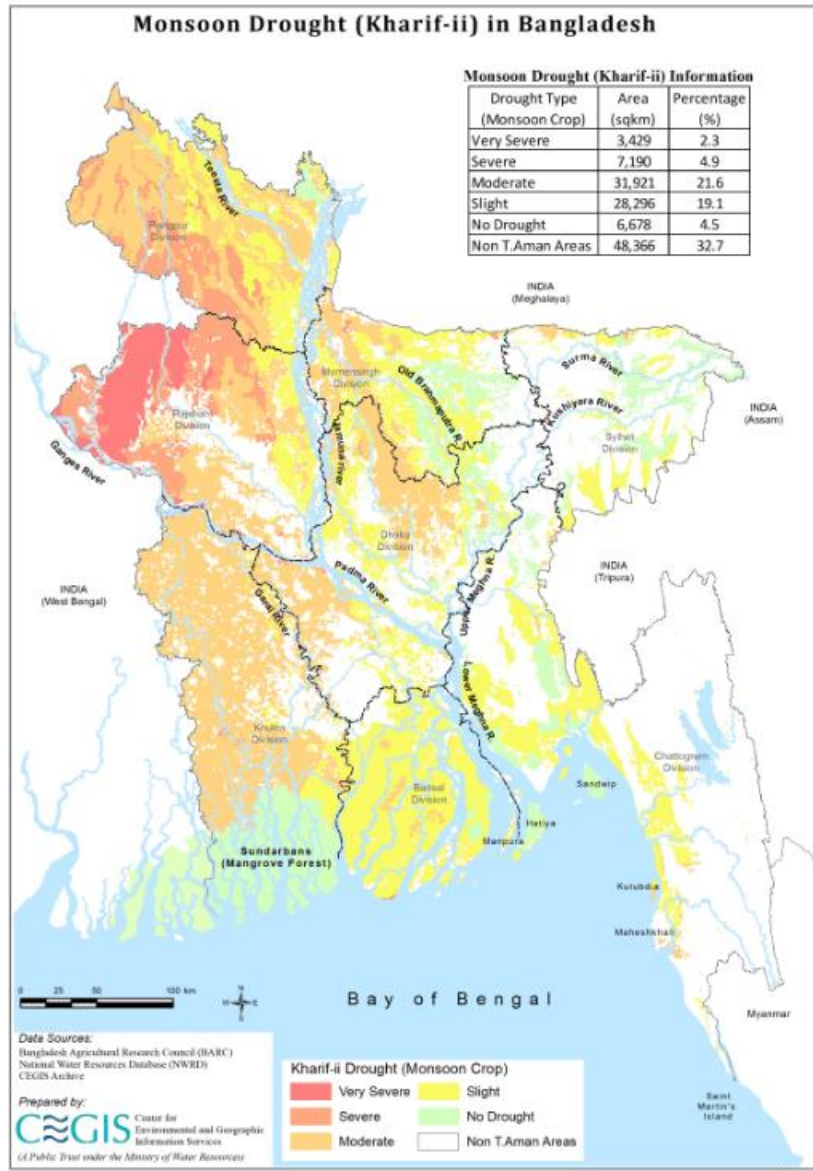 Monsoon Drought (Kharif-ii) in Bangladesh
Monsoon Drought (Kharif-ii) Information
Drought Type (Monsoon Crop) Area (sqkm) Percentage (%)
Very Severe 3,429 2.3
Severe 7,190 4.9
Moderate 31,921 21.6
Slight 28,296 19.1
No Drought 6,678 4.5
Non T.Aman Areas 48,366 32.7
Teesta River
Rangpur Division
INDIA (Meghalaya)
Surma River
Mymensingh Division
Old Brahmaputra R.
Kushiyara River
INDIA (Assam)
Rajshahi Division
Sylhet Division
Jamuna River
Ganges River
Dhaka Division
INDIA (Tripura)
Padma River
Upper Meghna R.
INDIA (West Bengal)
Gorai River
Lower Meghna R.
Khulna Division
Chattogram Division
Barisal Division
Sandwip
Hatiya
Manpura
Sundarbans (Mangrove Forest)
Kutubdia
Maheshkhali
0 25 50 100 km
N
W E
S
Bay of Bengal
Myanmar
Saint Martin's Island
Data Sources:
Bangladesh Agricultural Research Council (BARC)
National Water Resources Database (NWRD)
CEGIS Archive
Prepared by:
CEGIS Center for Environmental and Geographic Information Services
(A Public Trust under the Ministry of Water Resources)
Kharif-ii Drought (Monsoon Crop)
Very Severe
Slight
Severe
No Drought
Moderate
Non T.Aman Areas